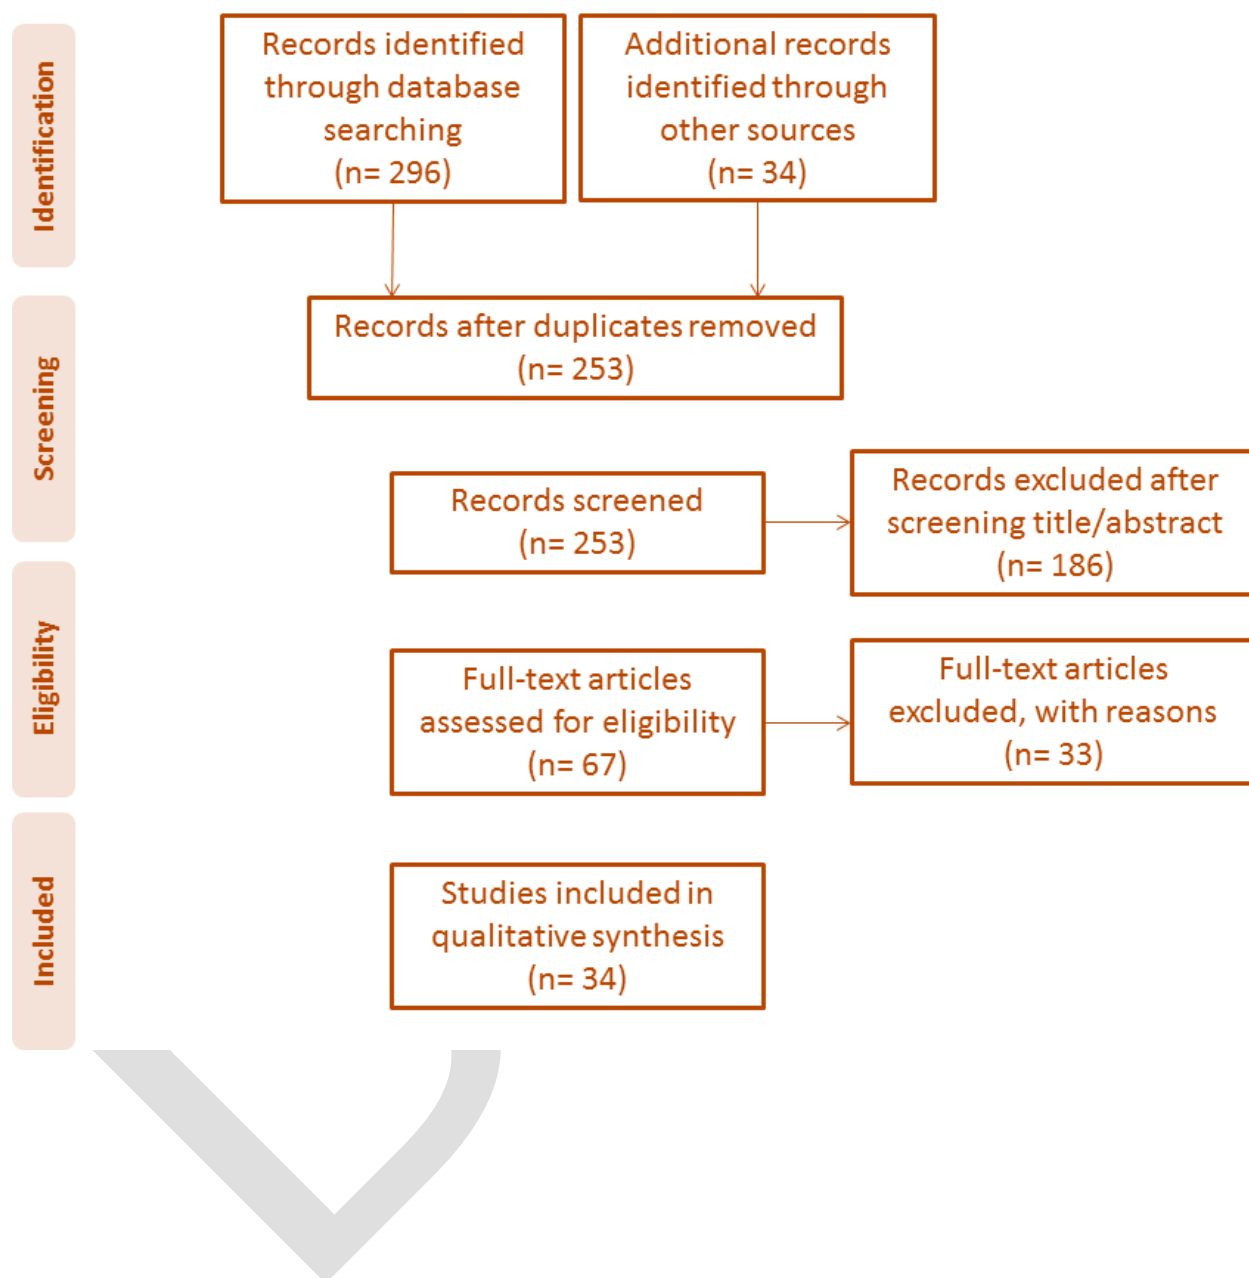 Identification
Records identified
through database
searching
(n= 296)
Additional records
identified through
other sources
(n= 34)
Screening
Records after duplicates removed
(n= 253)
Records screened
(n= 253)
Records excluded after
screening title/abstract
(n= 186)
Eligibility
Full-text articles
assessed for eligibility
(n= 67)
Full-text articles
excluded, with reasons
(n= 33)
Included
Studies included in
qualitative synthesis
(n= 34)